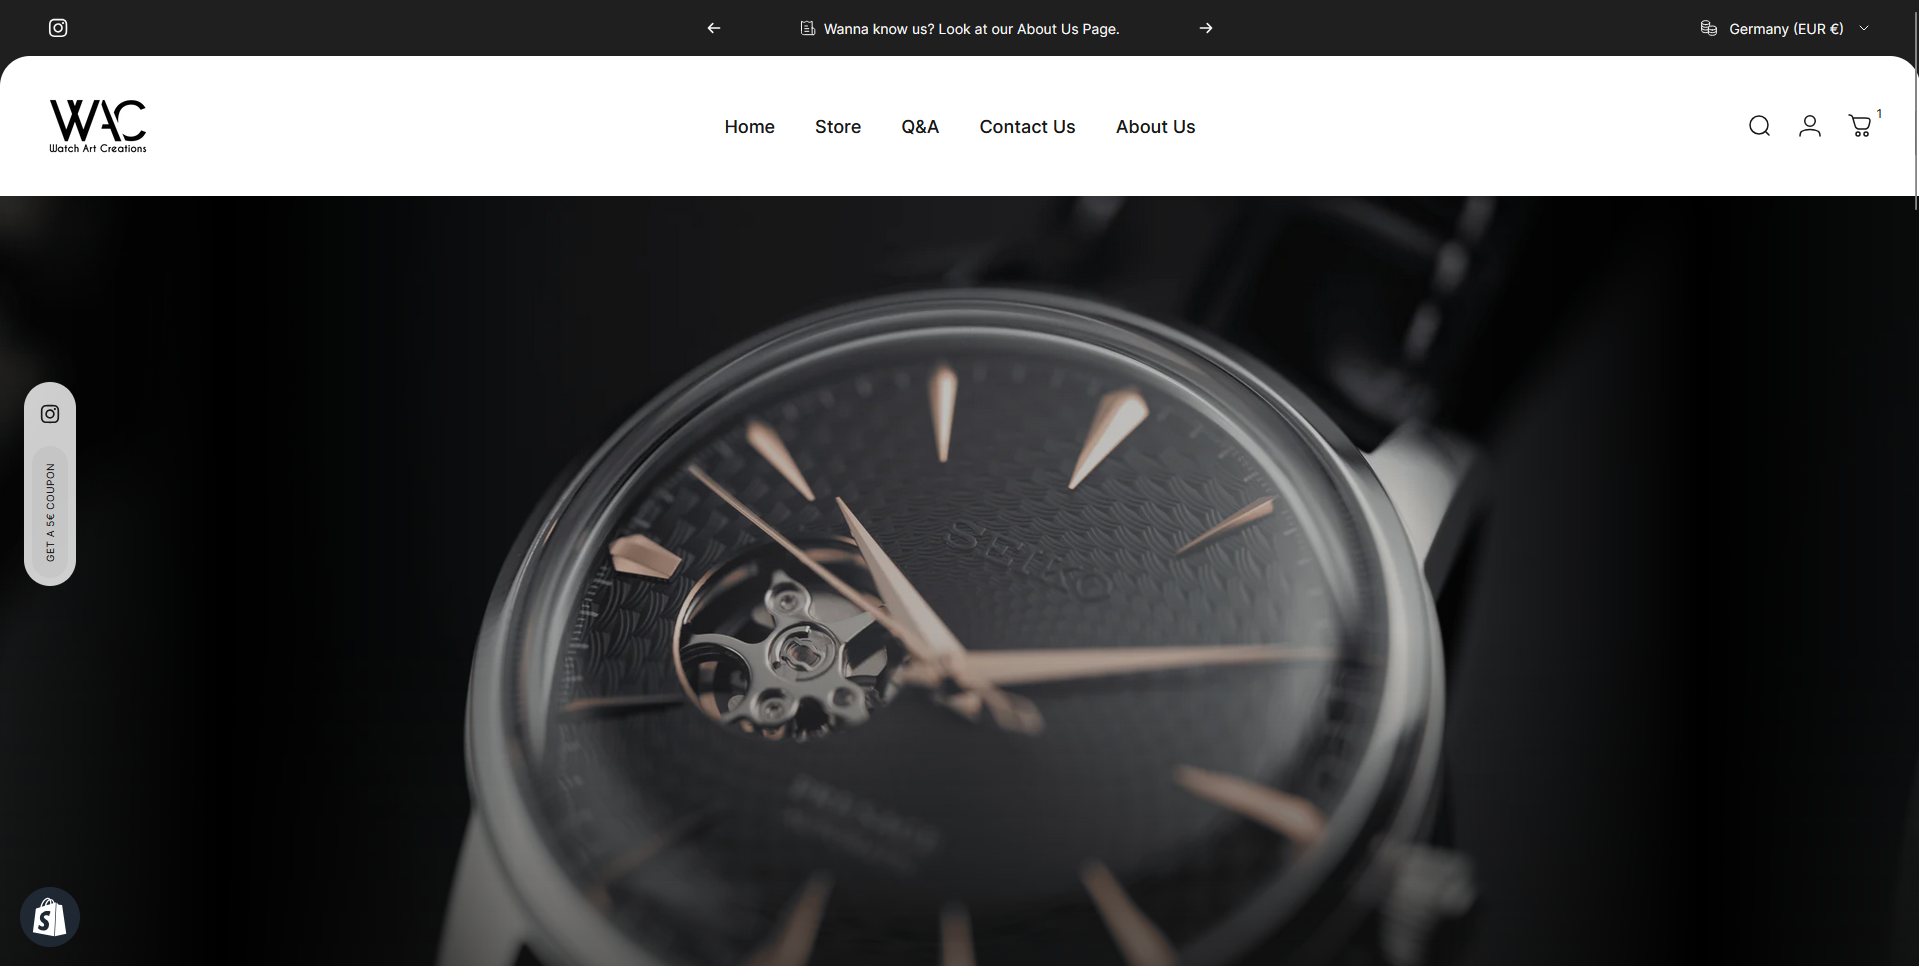 Wanna know us? Look at our About Us Page.
Germany (EUR €)
WAC
Watch Art Creations
Home
Store
Q&A
Contact Us
About Us
1
GET A 5€ COUPON
SEIKO
S